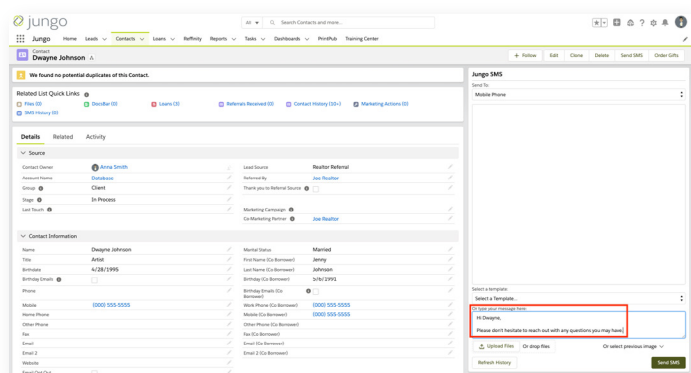 jungo
All
Search Contacts and more...
Jungo Home Leads Contacts Loans Reffinity Reports Tasks Dashboards PrintPub Training Center
Contact
Dwayne Johnson
+ Follow Edit Clone Delete Send SMS Order Gifts
We found no potential duplicates of this Contact.
Related List Quick Links
Files (0) DocBar (0) Loans (3) Referrals Received (0) Contact History (10+) Marketing Actions (0)
SMS History (0)
Details Related Activity
Source
Contact Owner Anna Smith Lead Source Realtor Referral
Account Name Database Referred By Joe Realtor
Group Client Thank you to Referral Source
Stage In Process
Last Touch Marketing Campaign
Co-Marketing Partner Joe Realtor
Contact Information
Name Dwayne Johnson Marital Status Married
Title Artist First Name (Co Borrower) Jenny
Birthdate 4/28/1995 Last Name (Co Borrower) Johnson
Birthday Emails Birthday (Co Borrower) 5/6/1991
Phone Birthday Emails (Co Borrower)
Mobile (000) 555-5555 Work Phone (Co Borrower) (000) 555-5555
Home Phone Mobile (Co Borrower) (000) 555-5555
Other Phone Other Phone (Co Borrower)
Fax Fax (Co Borrower)
Email Email (Co Borrower)
Email 2 Email 2 (Co Borrower)
Website
Email Opt Out
Jungo SMS
Send To:
Mobile Phone
Select a template:
Select a Template...
Or type your message here:
Hi Dwayne,
Please don't hesitate to reach out with any questions you may have.
Upload Files Or drop files Or select previous image
Refresh History Send SMS